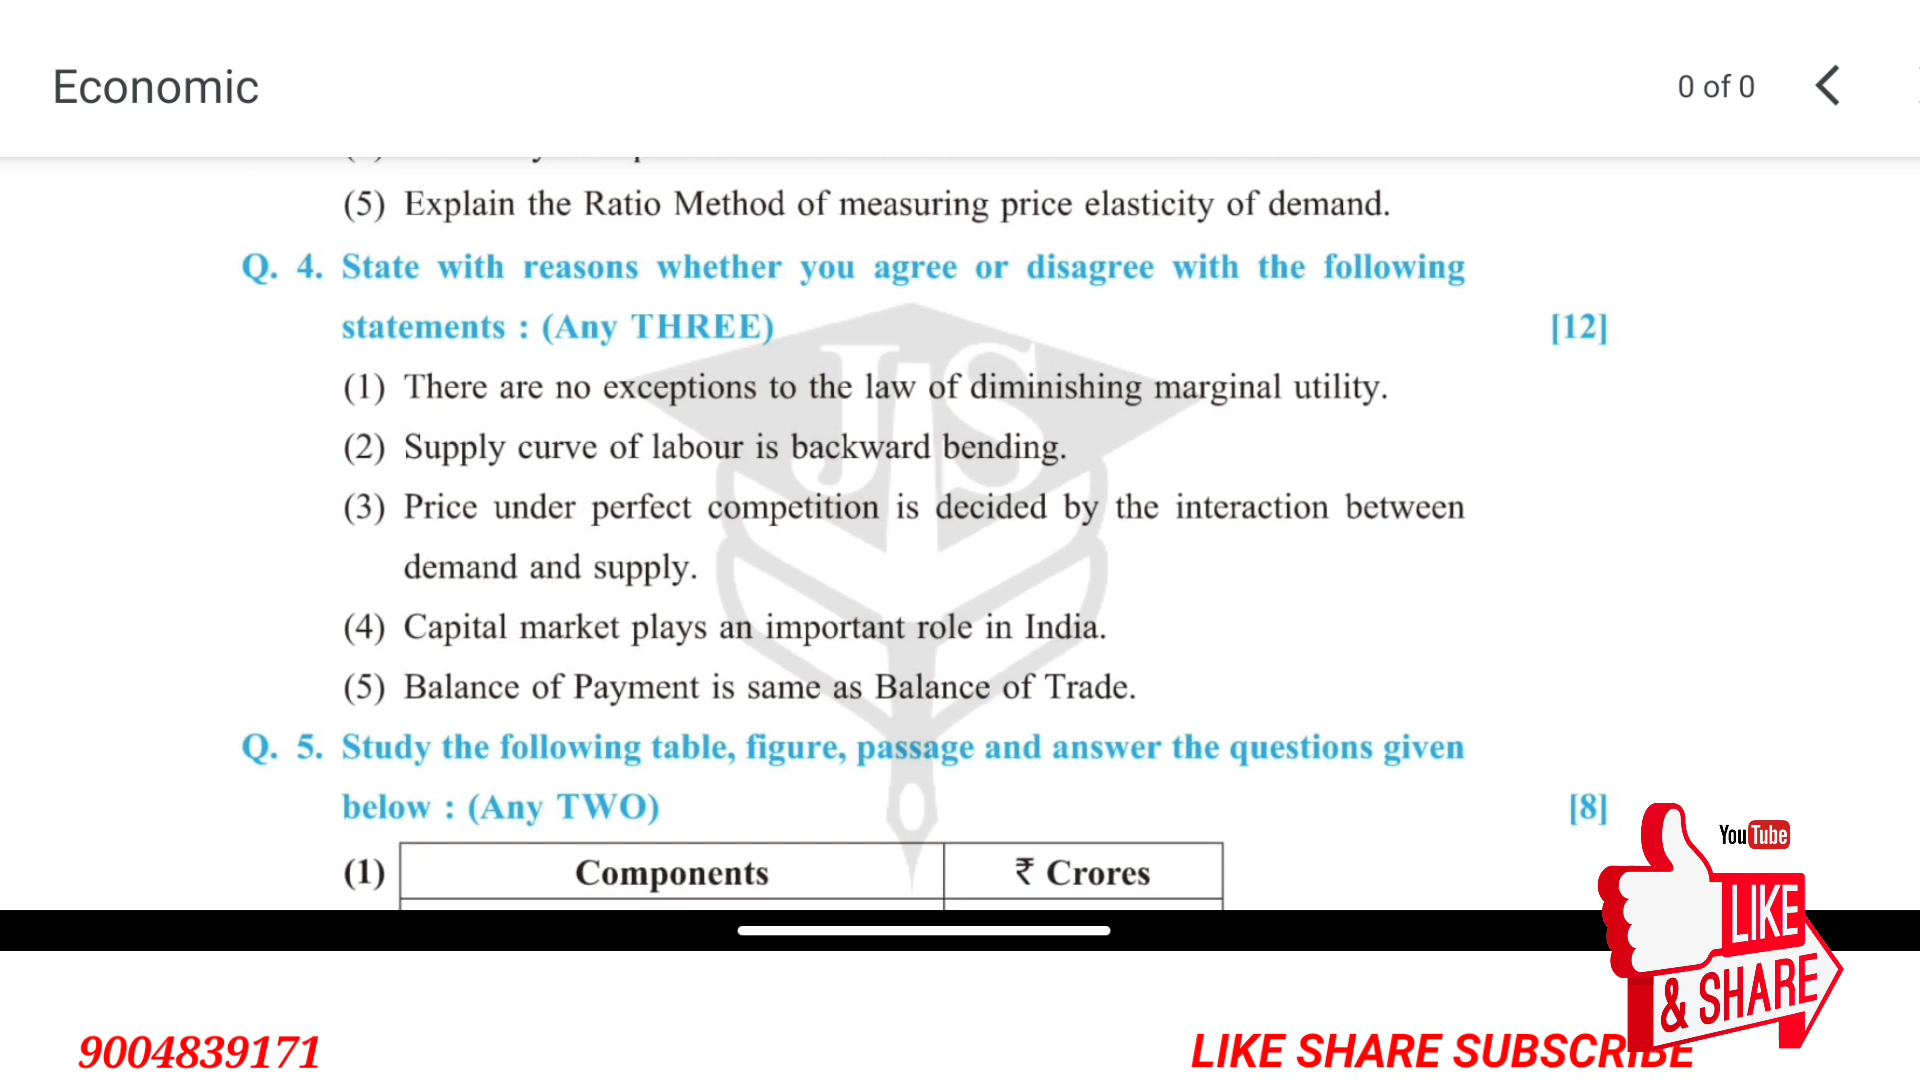 Economic
0 of 0
(5) Explain the Ratio Method of measuring price elasticity of demand.
Q. 4. State with reasons whether you agree or disagree with the following
statements : (Any THREE) [12]
(1) There are no exceptions to the law of diminishing marginal utility.
(2) Supply curve of labour is backward bending.
(3) Price under perfect competition is decided by the interaction between
demand and supply.
(4) Capital market plays an important role in India.
(5) Balance of Payment is same as Balance of Trade.
Q. 5. Study the following table, figure, passage and answer the questions given
below : (Any TWO) [8]
(1) Components ₹ Crores
JS
YouTube
LIKE
& SHARE
9004839171
LIKE SHARE SUBSCRIBE